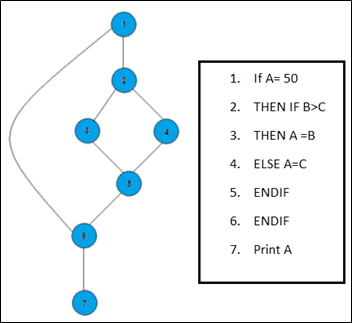 1
2
3
4
5
6
7
1. If A= 50
2. THEN IF B>C
3. THEN A =B
4. ELSE A=C
5. ENDIF
6. ENDIF
7. Print A